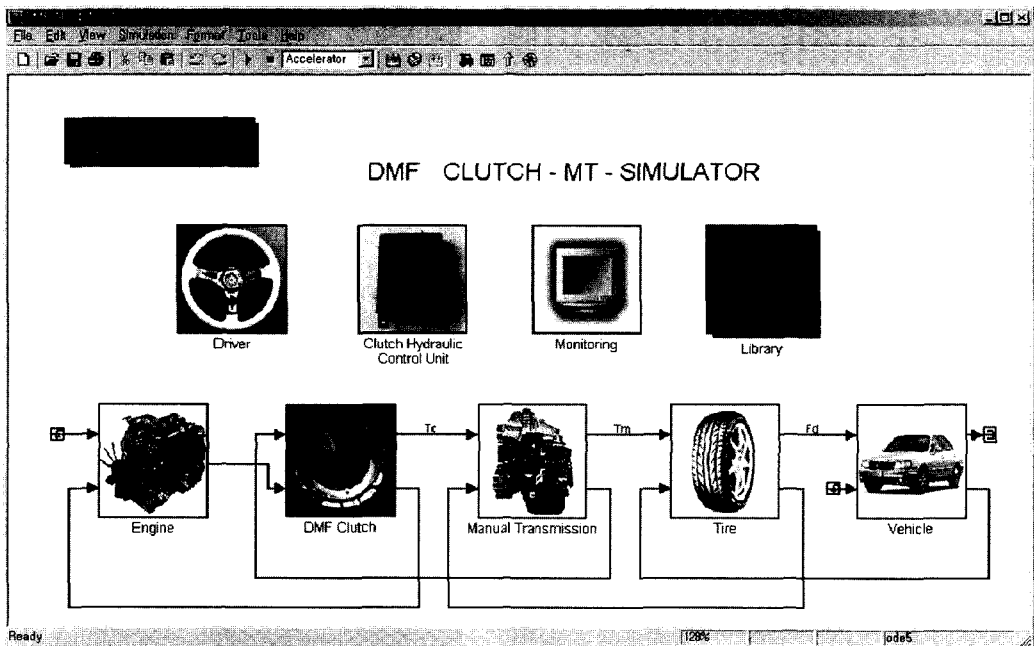 File Edit View Simulation Format Tools Help
Accelerator
DMF CLUTCH - MT - SIMULATOR
Driver
Clutch Hydraulic
Control Unit
Monitoring
Library
Tc
Tm
Fd
Engine
DMF Clutch
Manual Transmission
Tire
Vehicle
Ready
128%
ode5